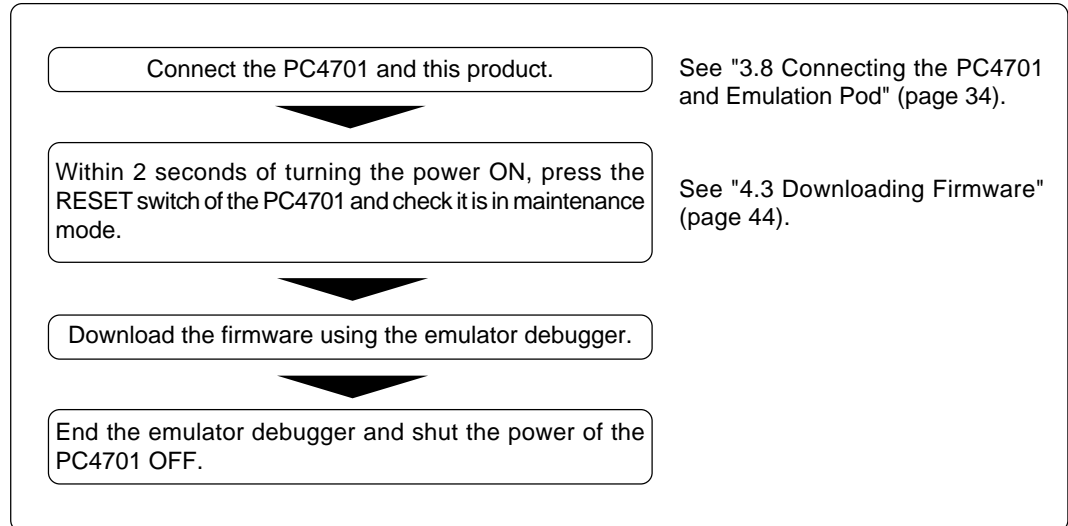 Connect the PC4701 and this product.
See "3.8 Connecting the PC4701
and Emulation Pod" (page 34).
Within 2 seconds of turning the power ON, press the
RESET switch of the PC4701 and check it is in maintenance
mode.
See "4.3 Downloading Firmware"
(page 44).
Download the firmware using the emulator debugger.
End the emulator debugger and shut the power of the
PC4701 OFF.